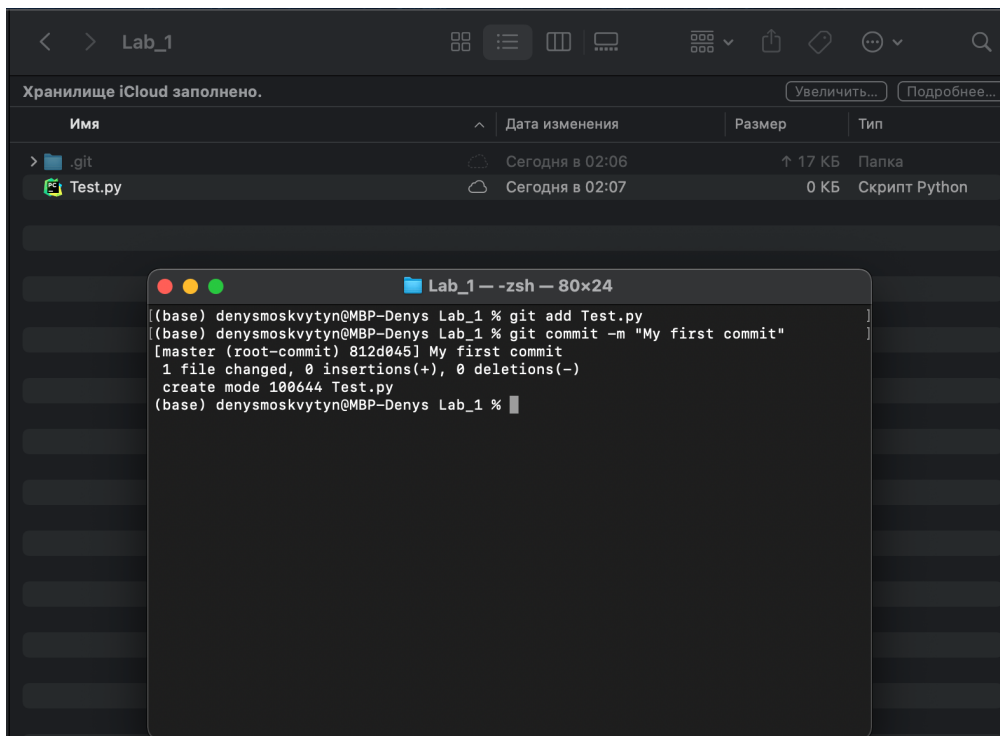 Lab_1
Хранилище iCloud заполнено.
Увеличить...
Подробнее...
Имя
Дата изменения
Размер
Тип
.git
Сегодня в 02:06
↑ 17 КБ
Папка
Test.py
Сегодня в 02:07
0 КБ
Скрипт Python
Lab_1 — -zsh — 80×24
[(base) denysmoskvytyn@MBP-Denys Lab_1 % git add Test.py ]
[(base) denysmoskvytyn@MBP-Denys Lab_1 % git commit -m "My first commit" ]
[master (root-commit) 812d045] My first commit
1 file changed, 0 insertions(+), 0 deletions(-)
create mode 100644 Test.py
(base) denysmoskvytyn@MBP-Denys Lab_1 %